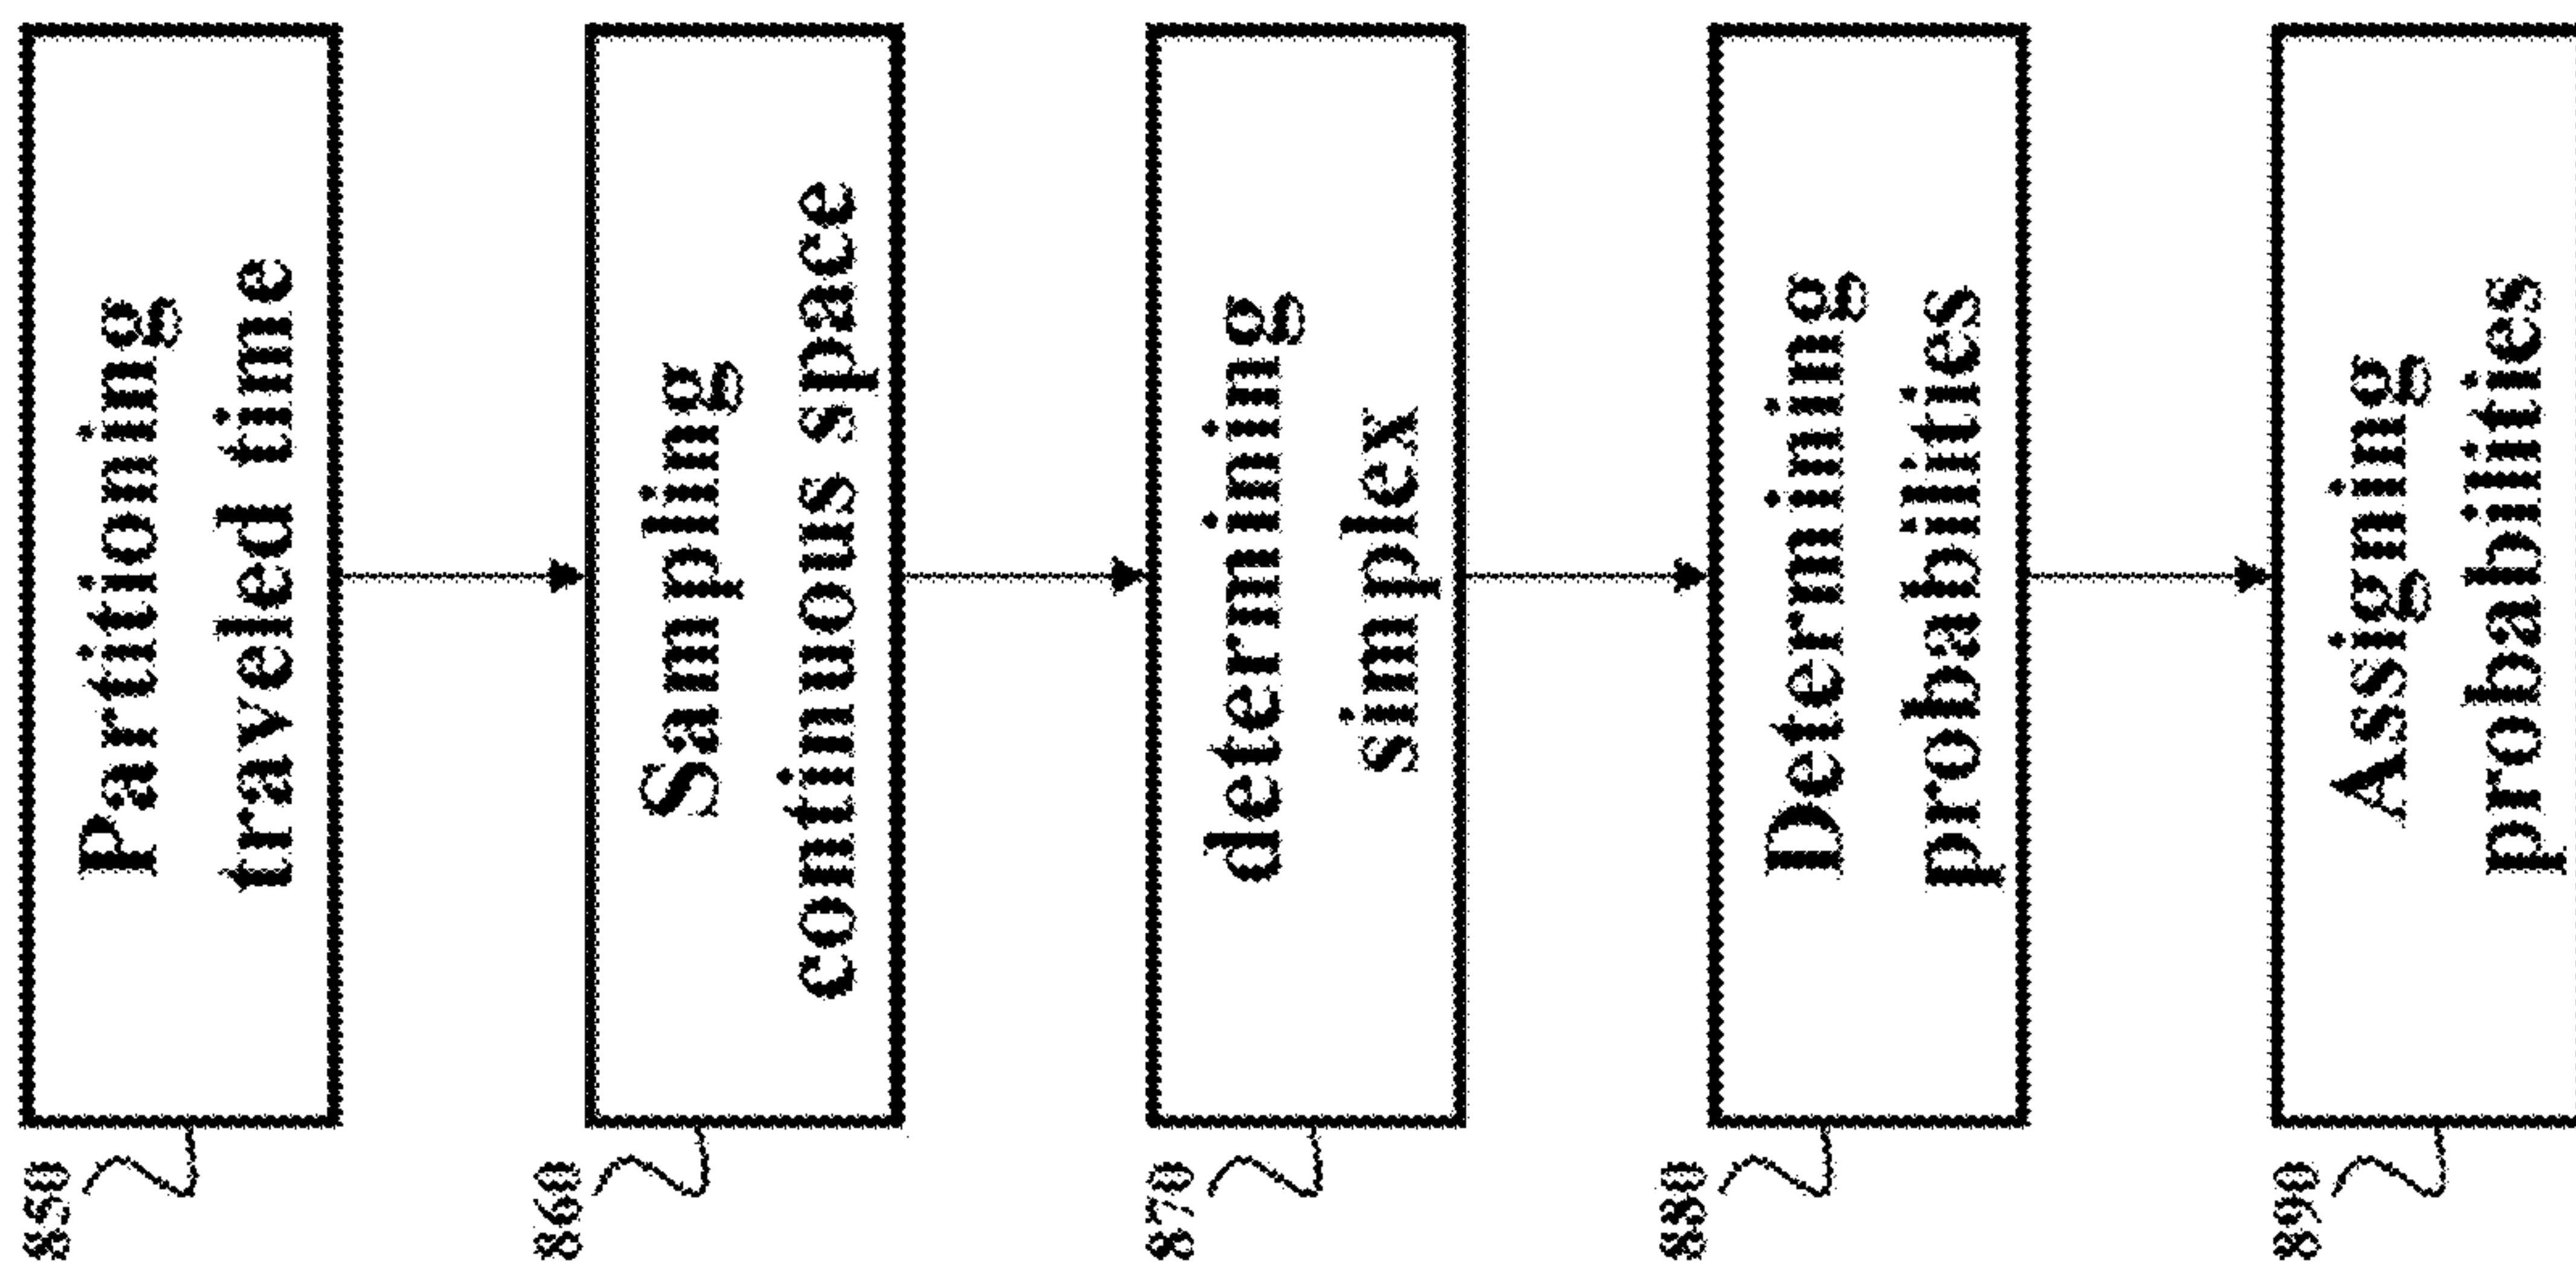 850
Partitioning
traveled time
860
Sampling
continuous space
870
determining
simplex
880
Determining
probabilities
890
Assigning
probabilities